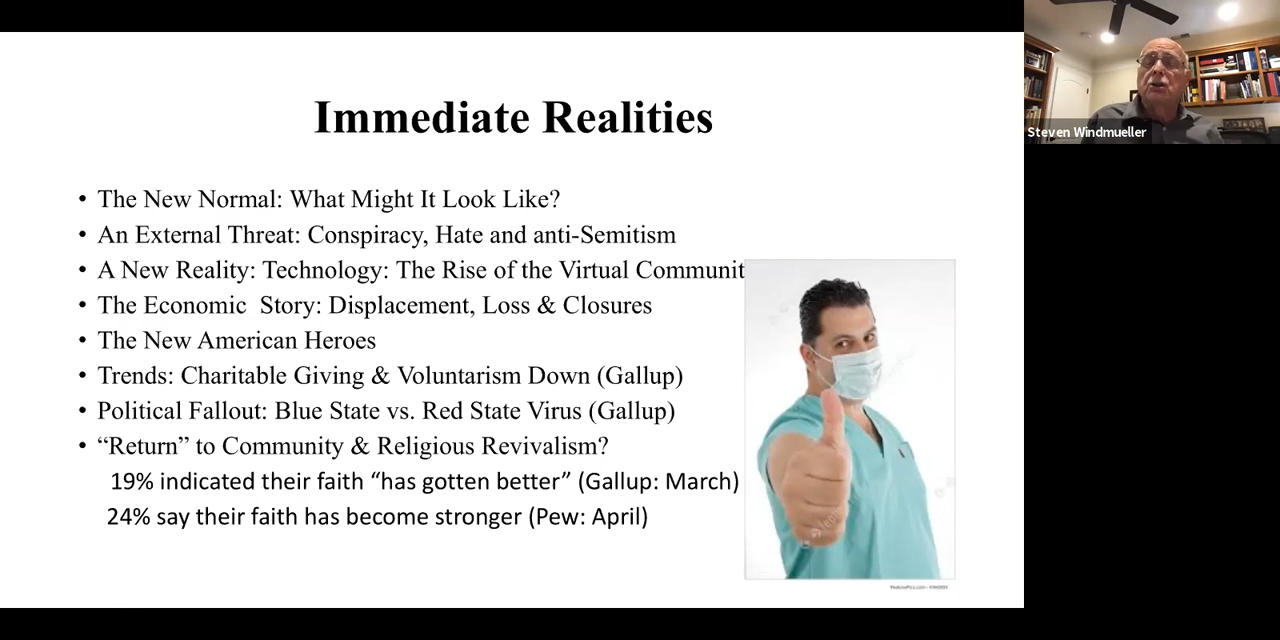 Immediate Realities
• The New Normal: What Might It Look Like?
• An External Threat: Conspiracy, Hate and anti-Semitism
• A New Reality: Technology: The Rise of the Virtual Communit
• The Economic  Story: Displacement, Loss & Closures
• The New American Heroes
• Trends: Charitable Giving & Voluntarism Down (Gallup)
• Political Fallout: Blue State vs. Red State Virus (Gallup)
• “Return” to Community & Religious Revivalism?
19% indicated their faith “has gotten better” (Gallup: March)
24% say their faith has become stronger (Pew: April)
Steven Windmueller